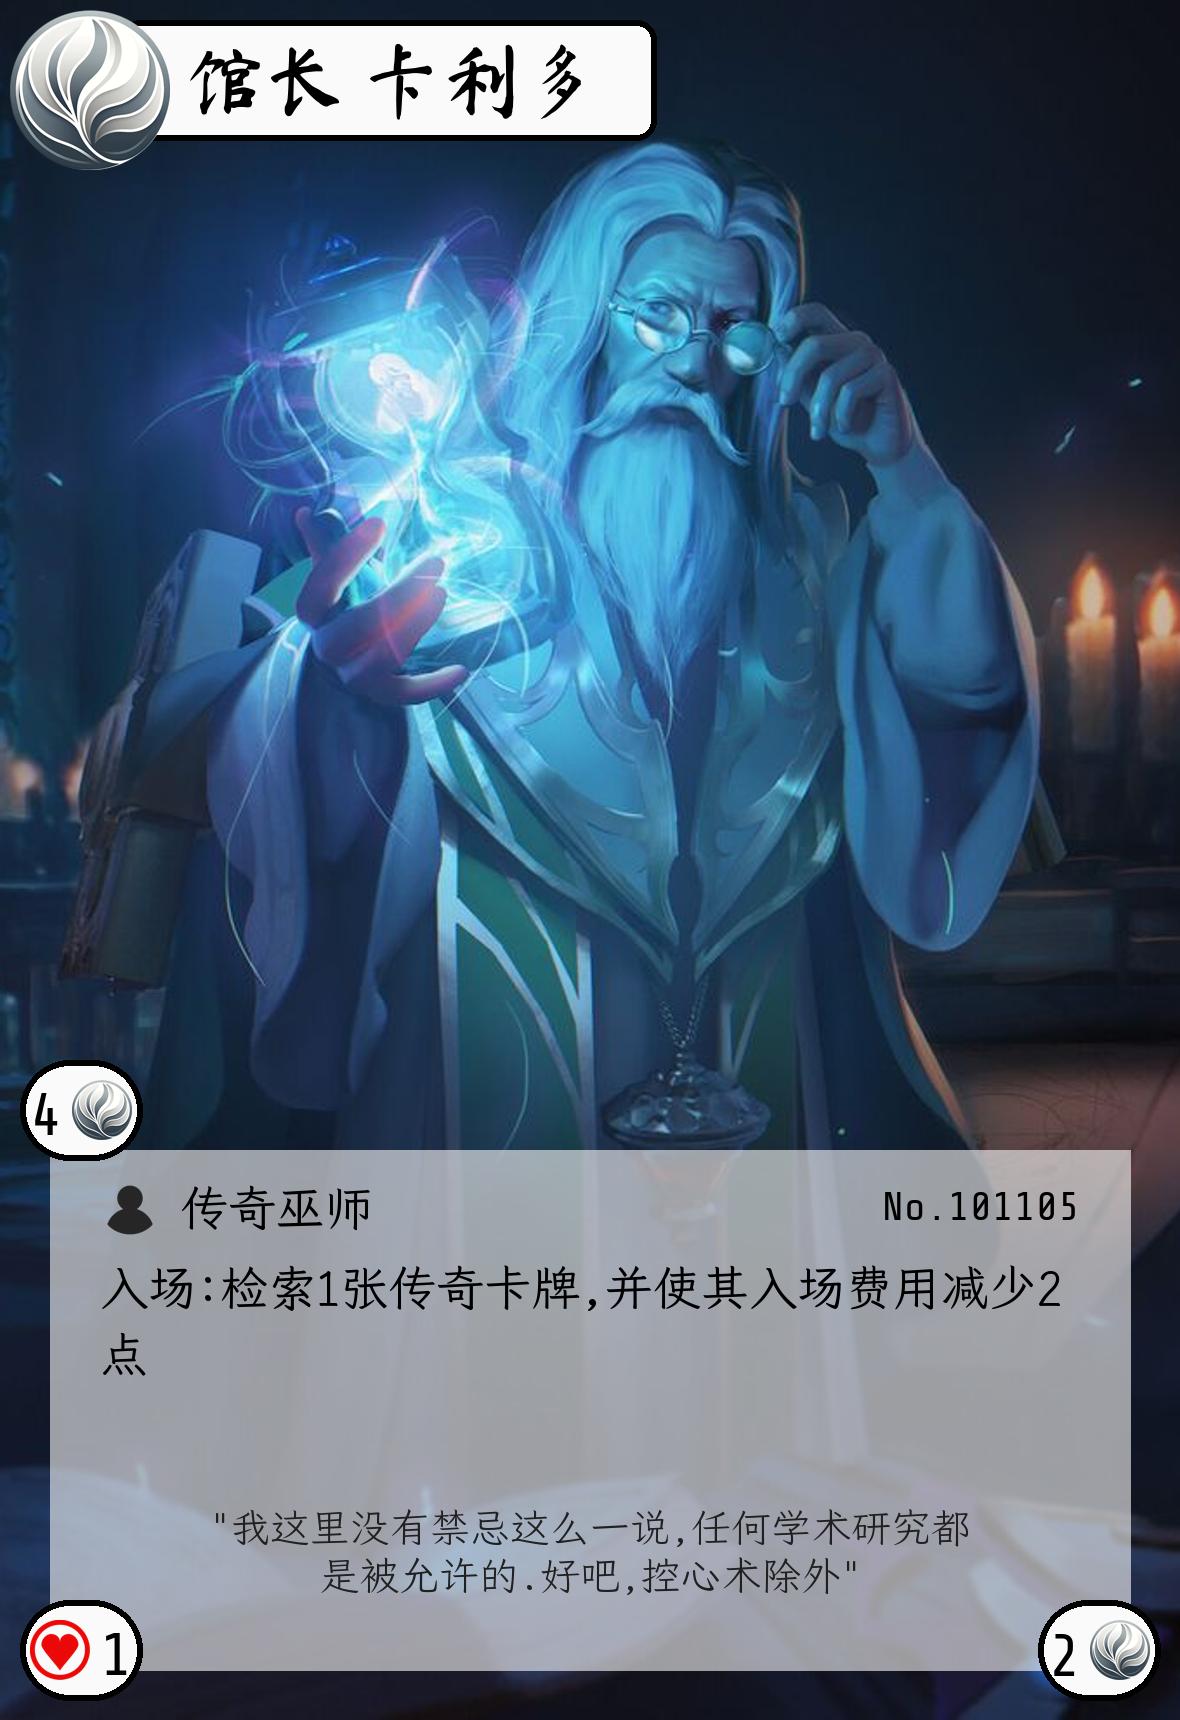 馆长 卡利多
4
传奇巫师
No.101105
入场:检索1张传奇卡牌,并使其入场费用减少2
点
"我这里没有禁忌这么一说,任何学术研究都
是被允许的.好吧,控心术除外"
1
2